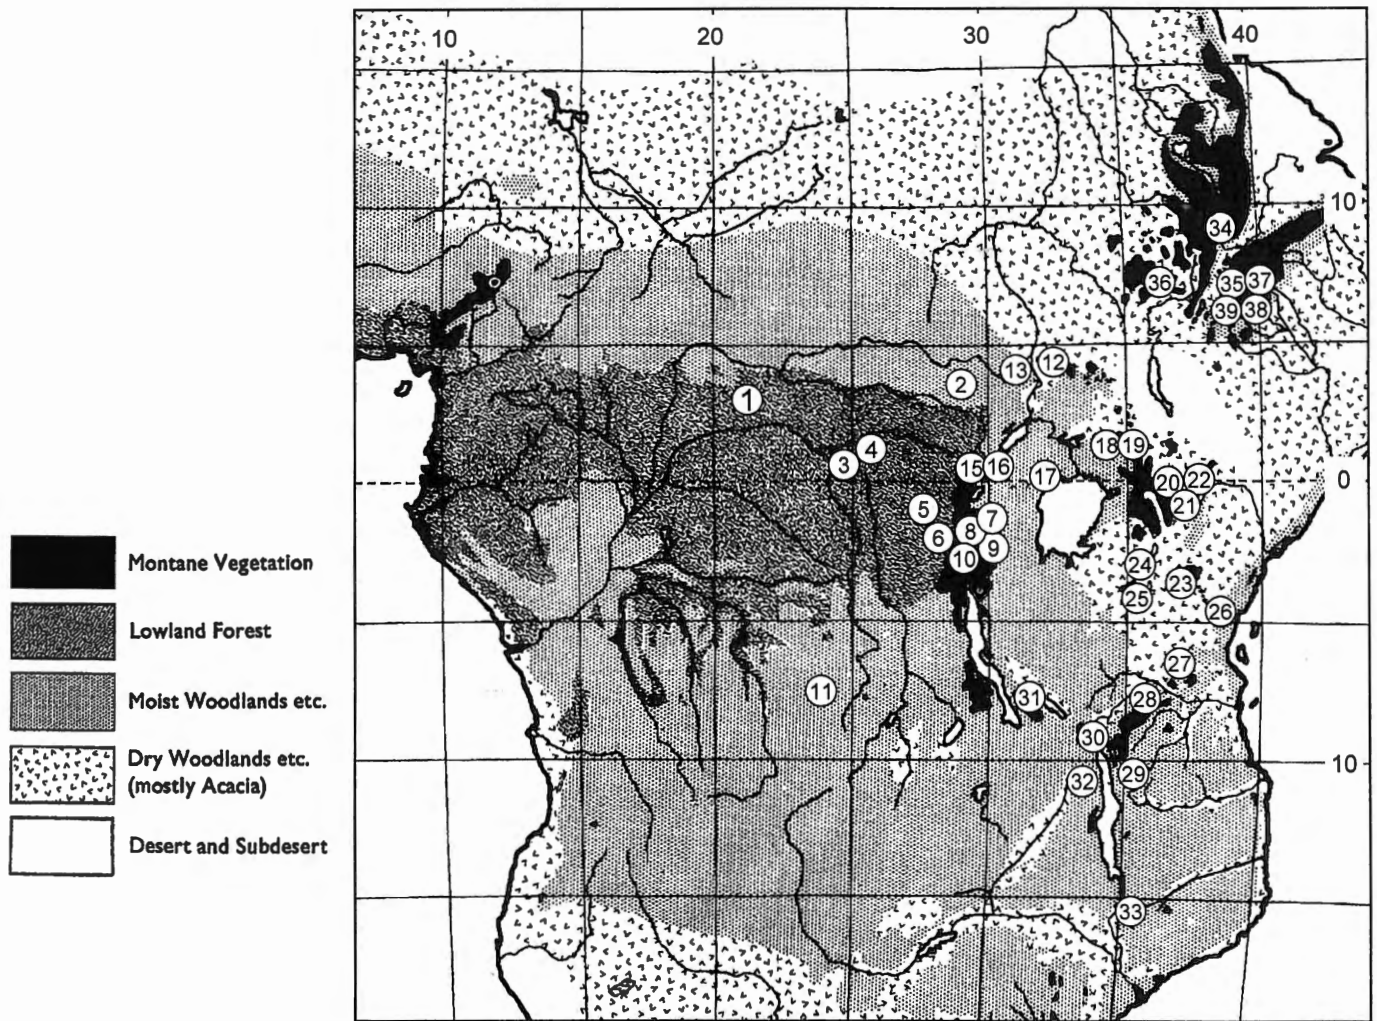 10 20 30 40
34 10
36 35 37
39 38
13 12
2
1
18 19
4
3 15 16 17 20 22 0
21
5 7
6 8 9
10
24
23
25
26
27
11 31 28
30
32 29 10
33
Montane Vegetation
Lowland Forest
Moist Woodlands etc.
Dry Woodlands etc.
(mostly Acacia)
Desert and Subdesert